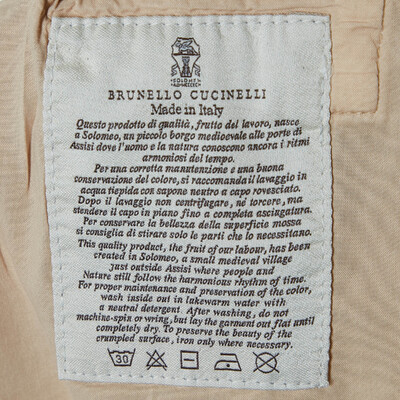 SOLOMEO
BRUNELLO CUCINELLI
Made in Italy
Questo prodotto di qualità, frutto del lavoro, nasce
a Solomeo, un piccolo borgo medioevale alle porte di
Assisi dove l'uomo e la natura conoscono ancora i ritmi
armoniosi del tempo.
Per una corretta manutenzione e una buona
conservazione del colore, si raccomanda il lavaggio in
acqua tiepida con sapone neutro a capo rovesciato.
Dopo il lavaggio non centrifugare, né torcere, ma
stendere il capo in piano fino a completa asciugatura.
Per conservare la bellezza della superficie mossa
si consiglia di stirare solo le parti che lo necessitano.
This quality product, the fruit of our labour, has been
created in Solomeo, a small medieval village
just outside Assisi where people and
Nature still follow the harmonious rhythm of time.
For proper maintenance and preservation of the color,
wash inside out in lakewarm water with
a neutral detergent. After washing, do not
machine-spin or wring, but lay the garment out flat until
completely dry. To preserve the beauty of the
crumpled surface, iron only where necessary.
30